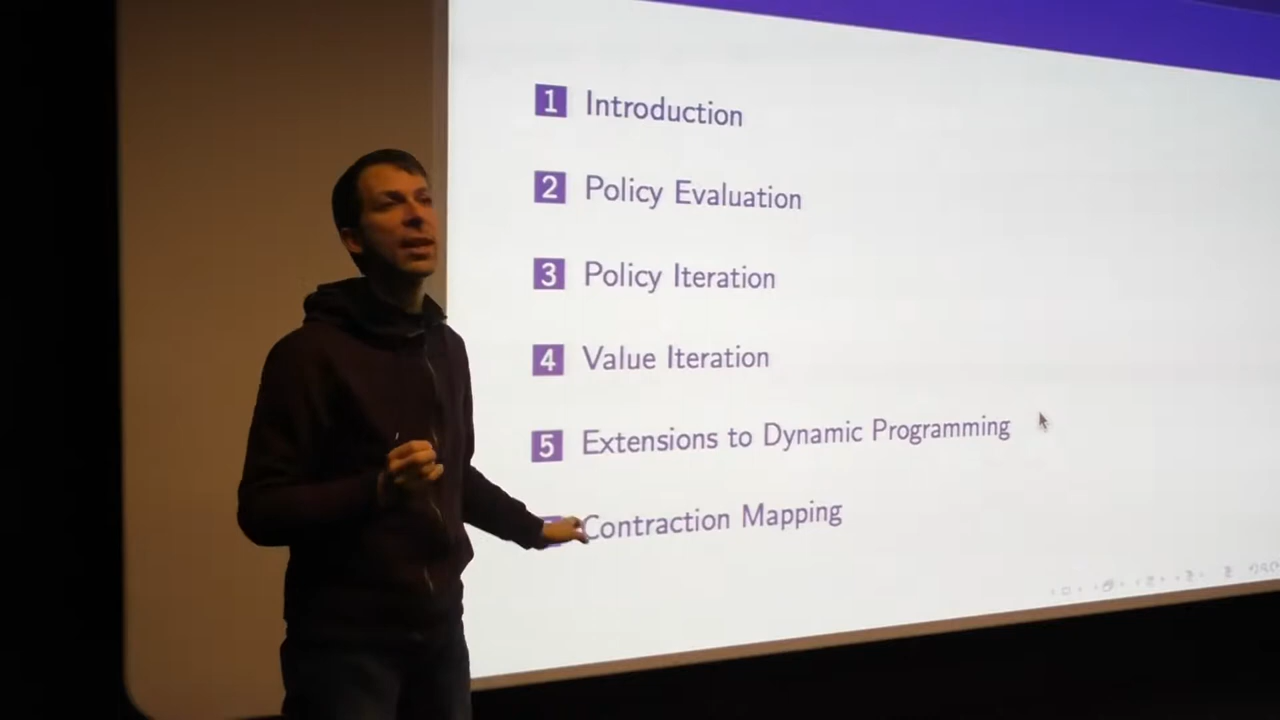 1 Introduction
2 Policy Evaluation
3 Policy Iteration
4 Value Iteration
5 Extensions to Dynamic Programming
Contraction Mapping